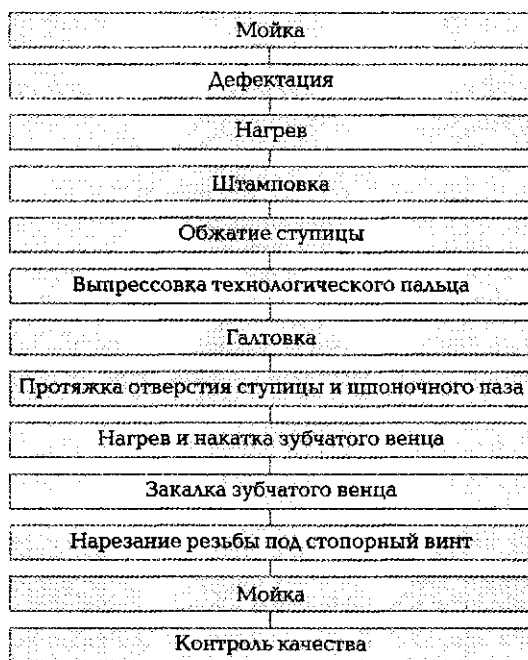 Мойка
Дефектация
Нагрев
Штамповка
Обжатие ступицы
Выпрессовка технологического пальца
Галтовка
Протяжка отверстия ступицы и шпоночного паза
Нагрев и накатка зубчатого венца
Закалка зубчатого венца
Нарезание резьбы под стопорный винт
Мойка
Контроль качества